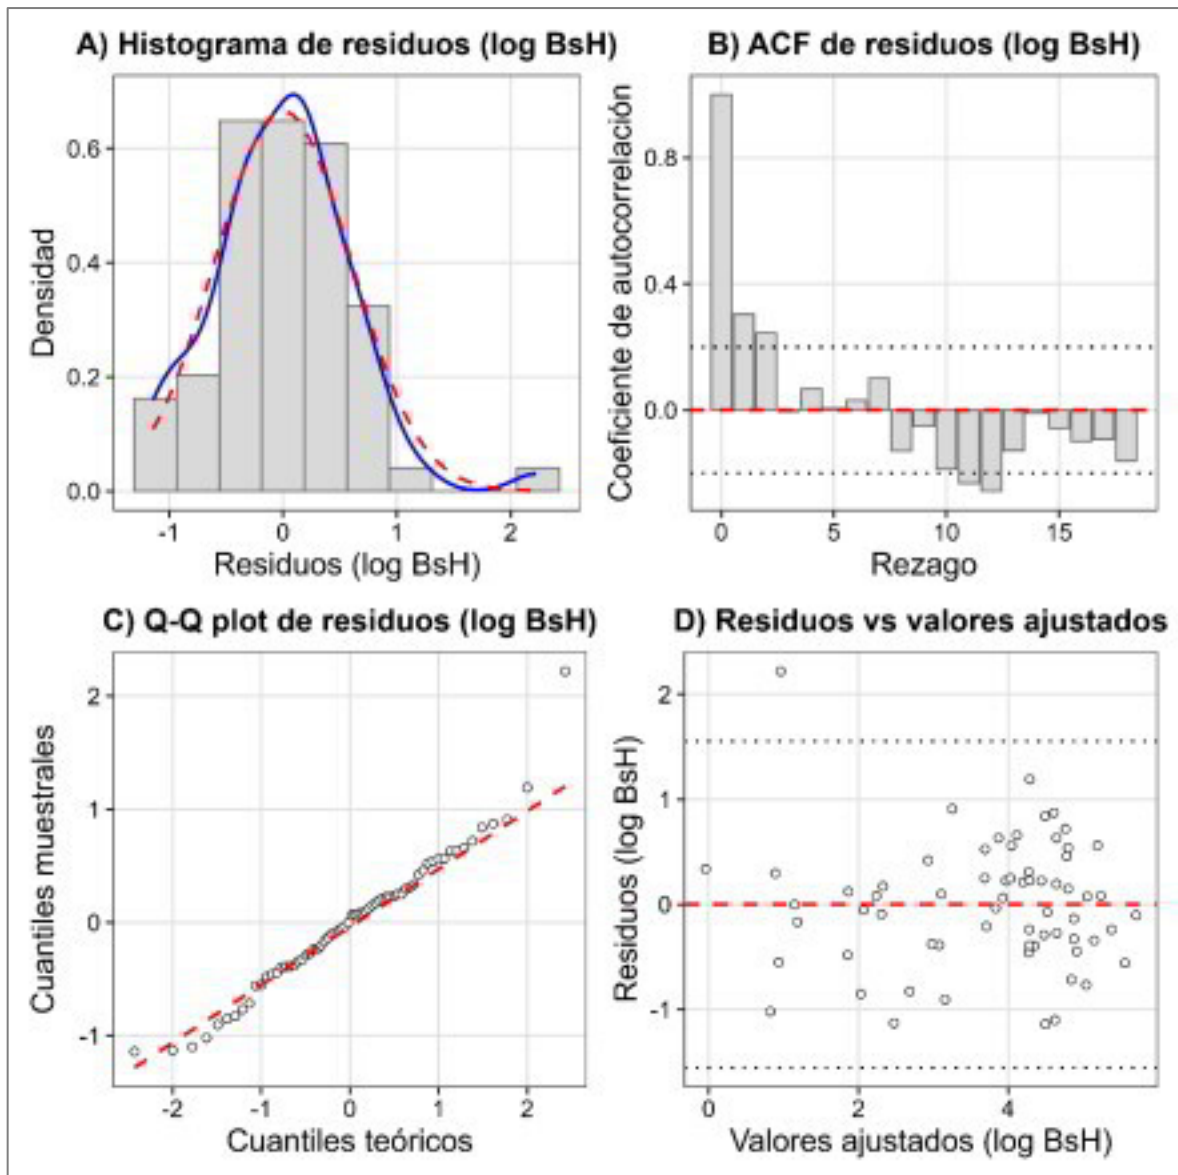 A) Histograma de residuos (log BsH)
Densidad
0.6
0.4
0.2
0.0
-1
0
1
2
Residuos (log BsH)
B) ACF de residuos (log BsH)
Coeficiente de autocorrelación
0.8
0.4
0.0
0
5
10
15
Rezago
C) Q-Q plot de residuos (log BsH)
Cuantiles muestrales
2
1
0
-1
-2
-1
0
1
2
Cuantiles teóricos
D) Residuos vs valores ajustados
Residuos (log BsH)
2
1
0
-1
0
2
4
Valores ajustados (log BsH)